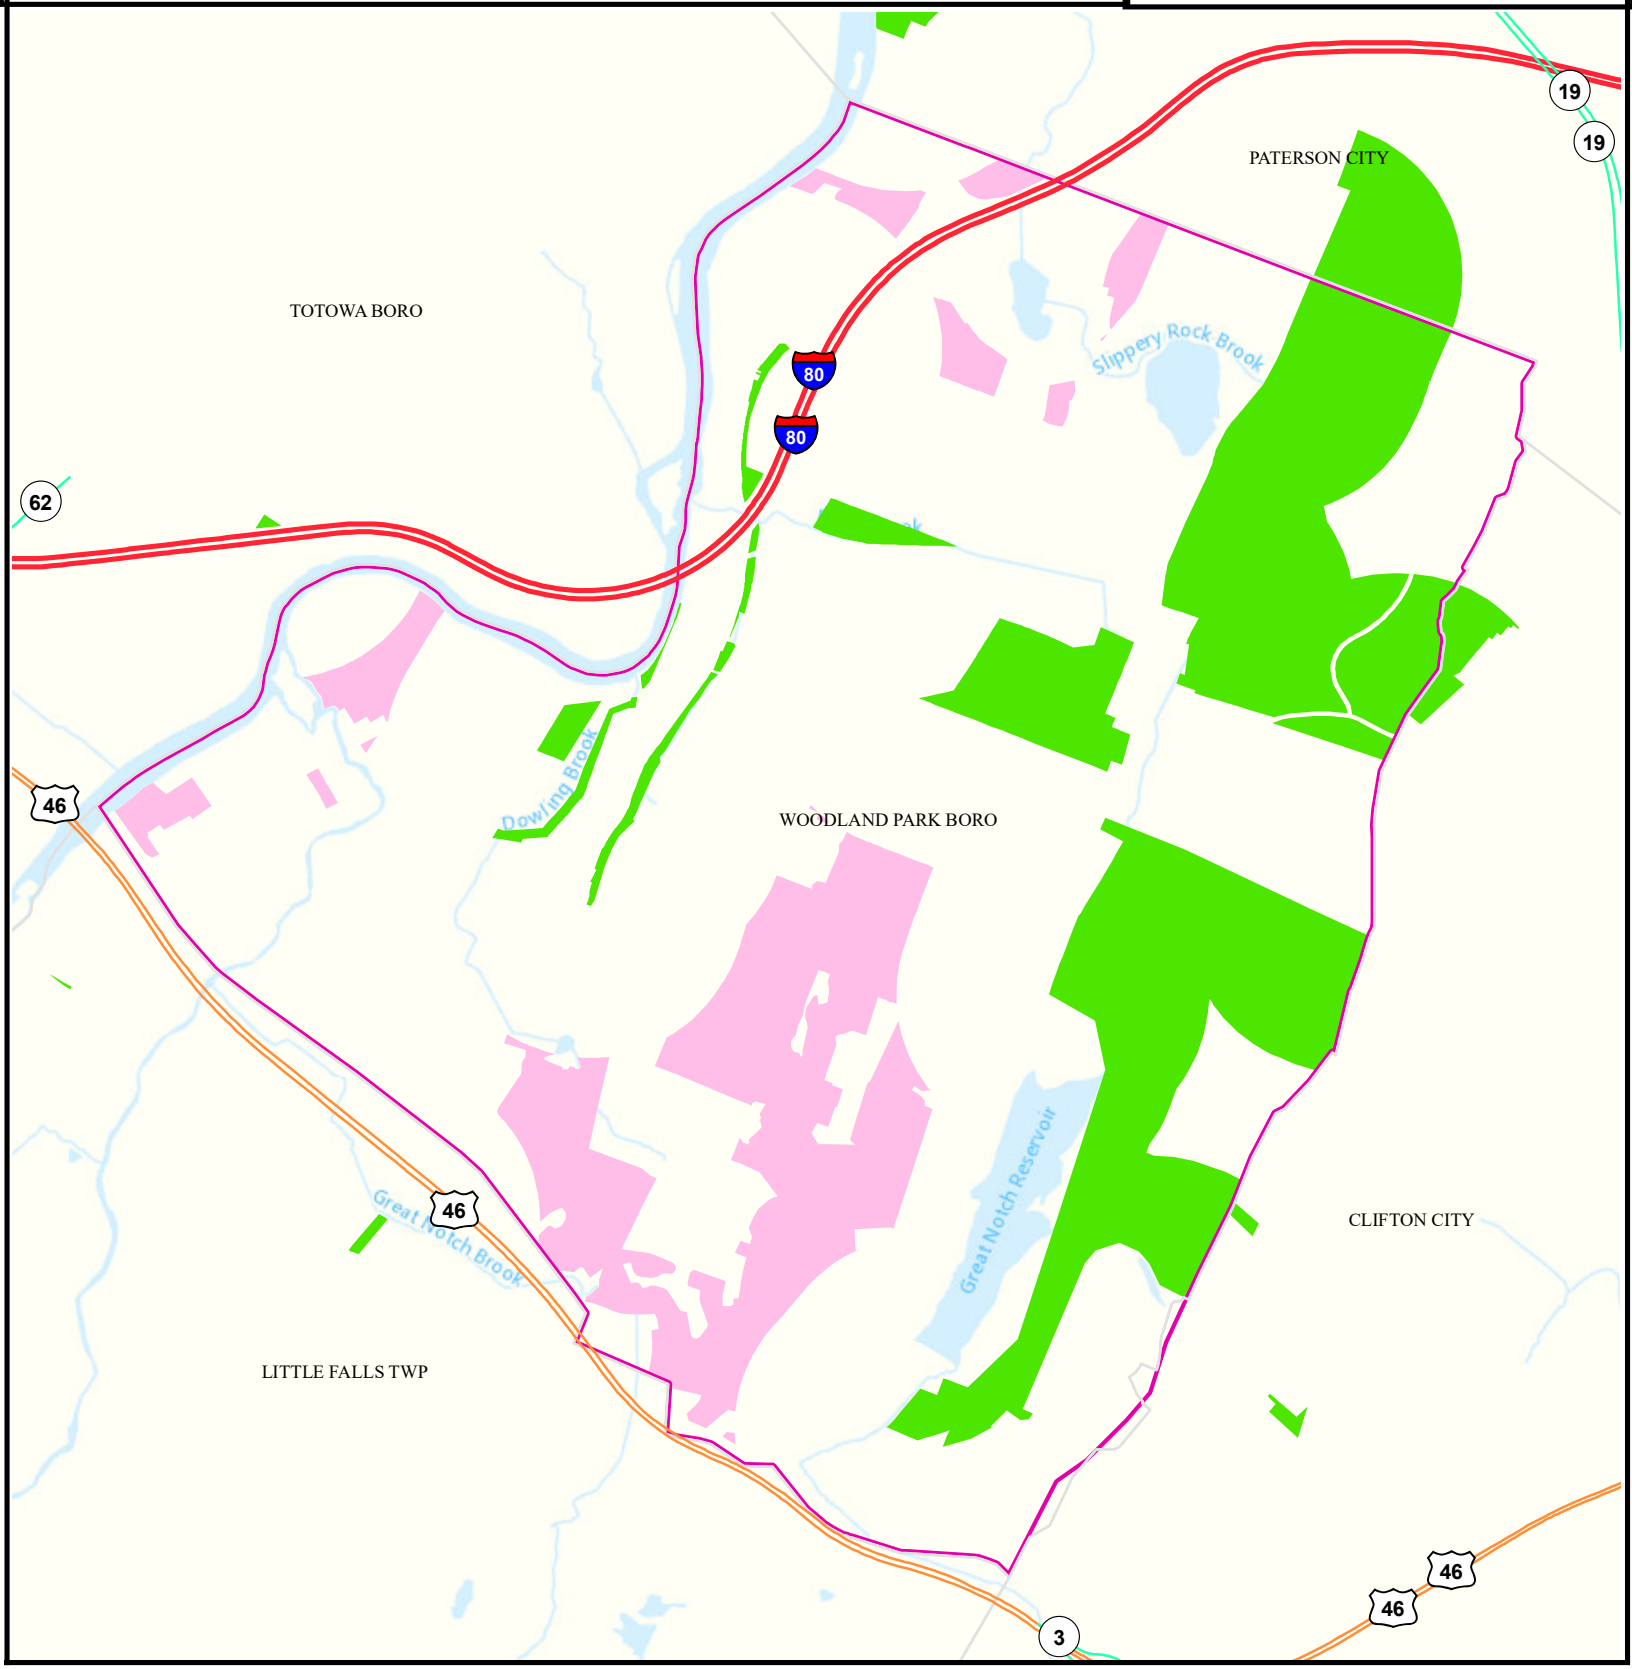 19
19
PATERSON CITY
TOTOWA BORO
Slippery Rock Brook
80
80
62
46
Dowling Brook
WOODLAND PARK BORO
Great Notch Reservoir
46
Great Notch Brook
CLIFTON CITY
LITTLE FALLS TWP
46
46
3